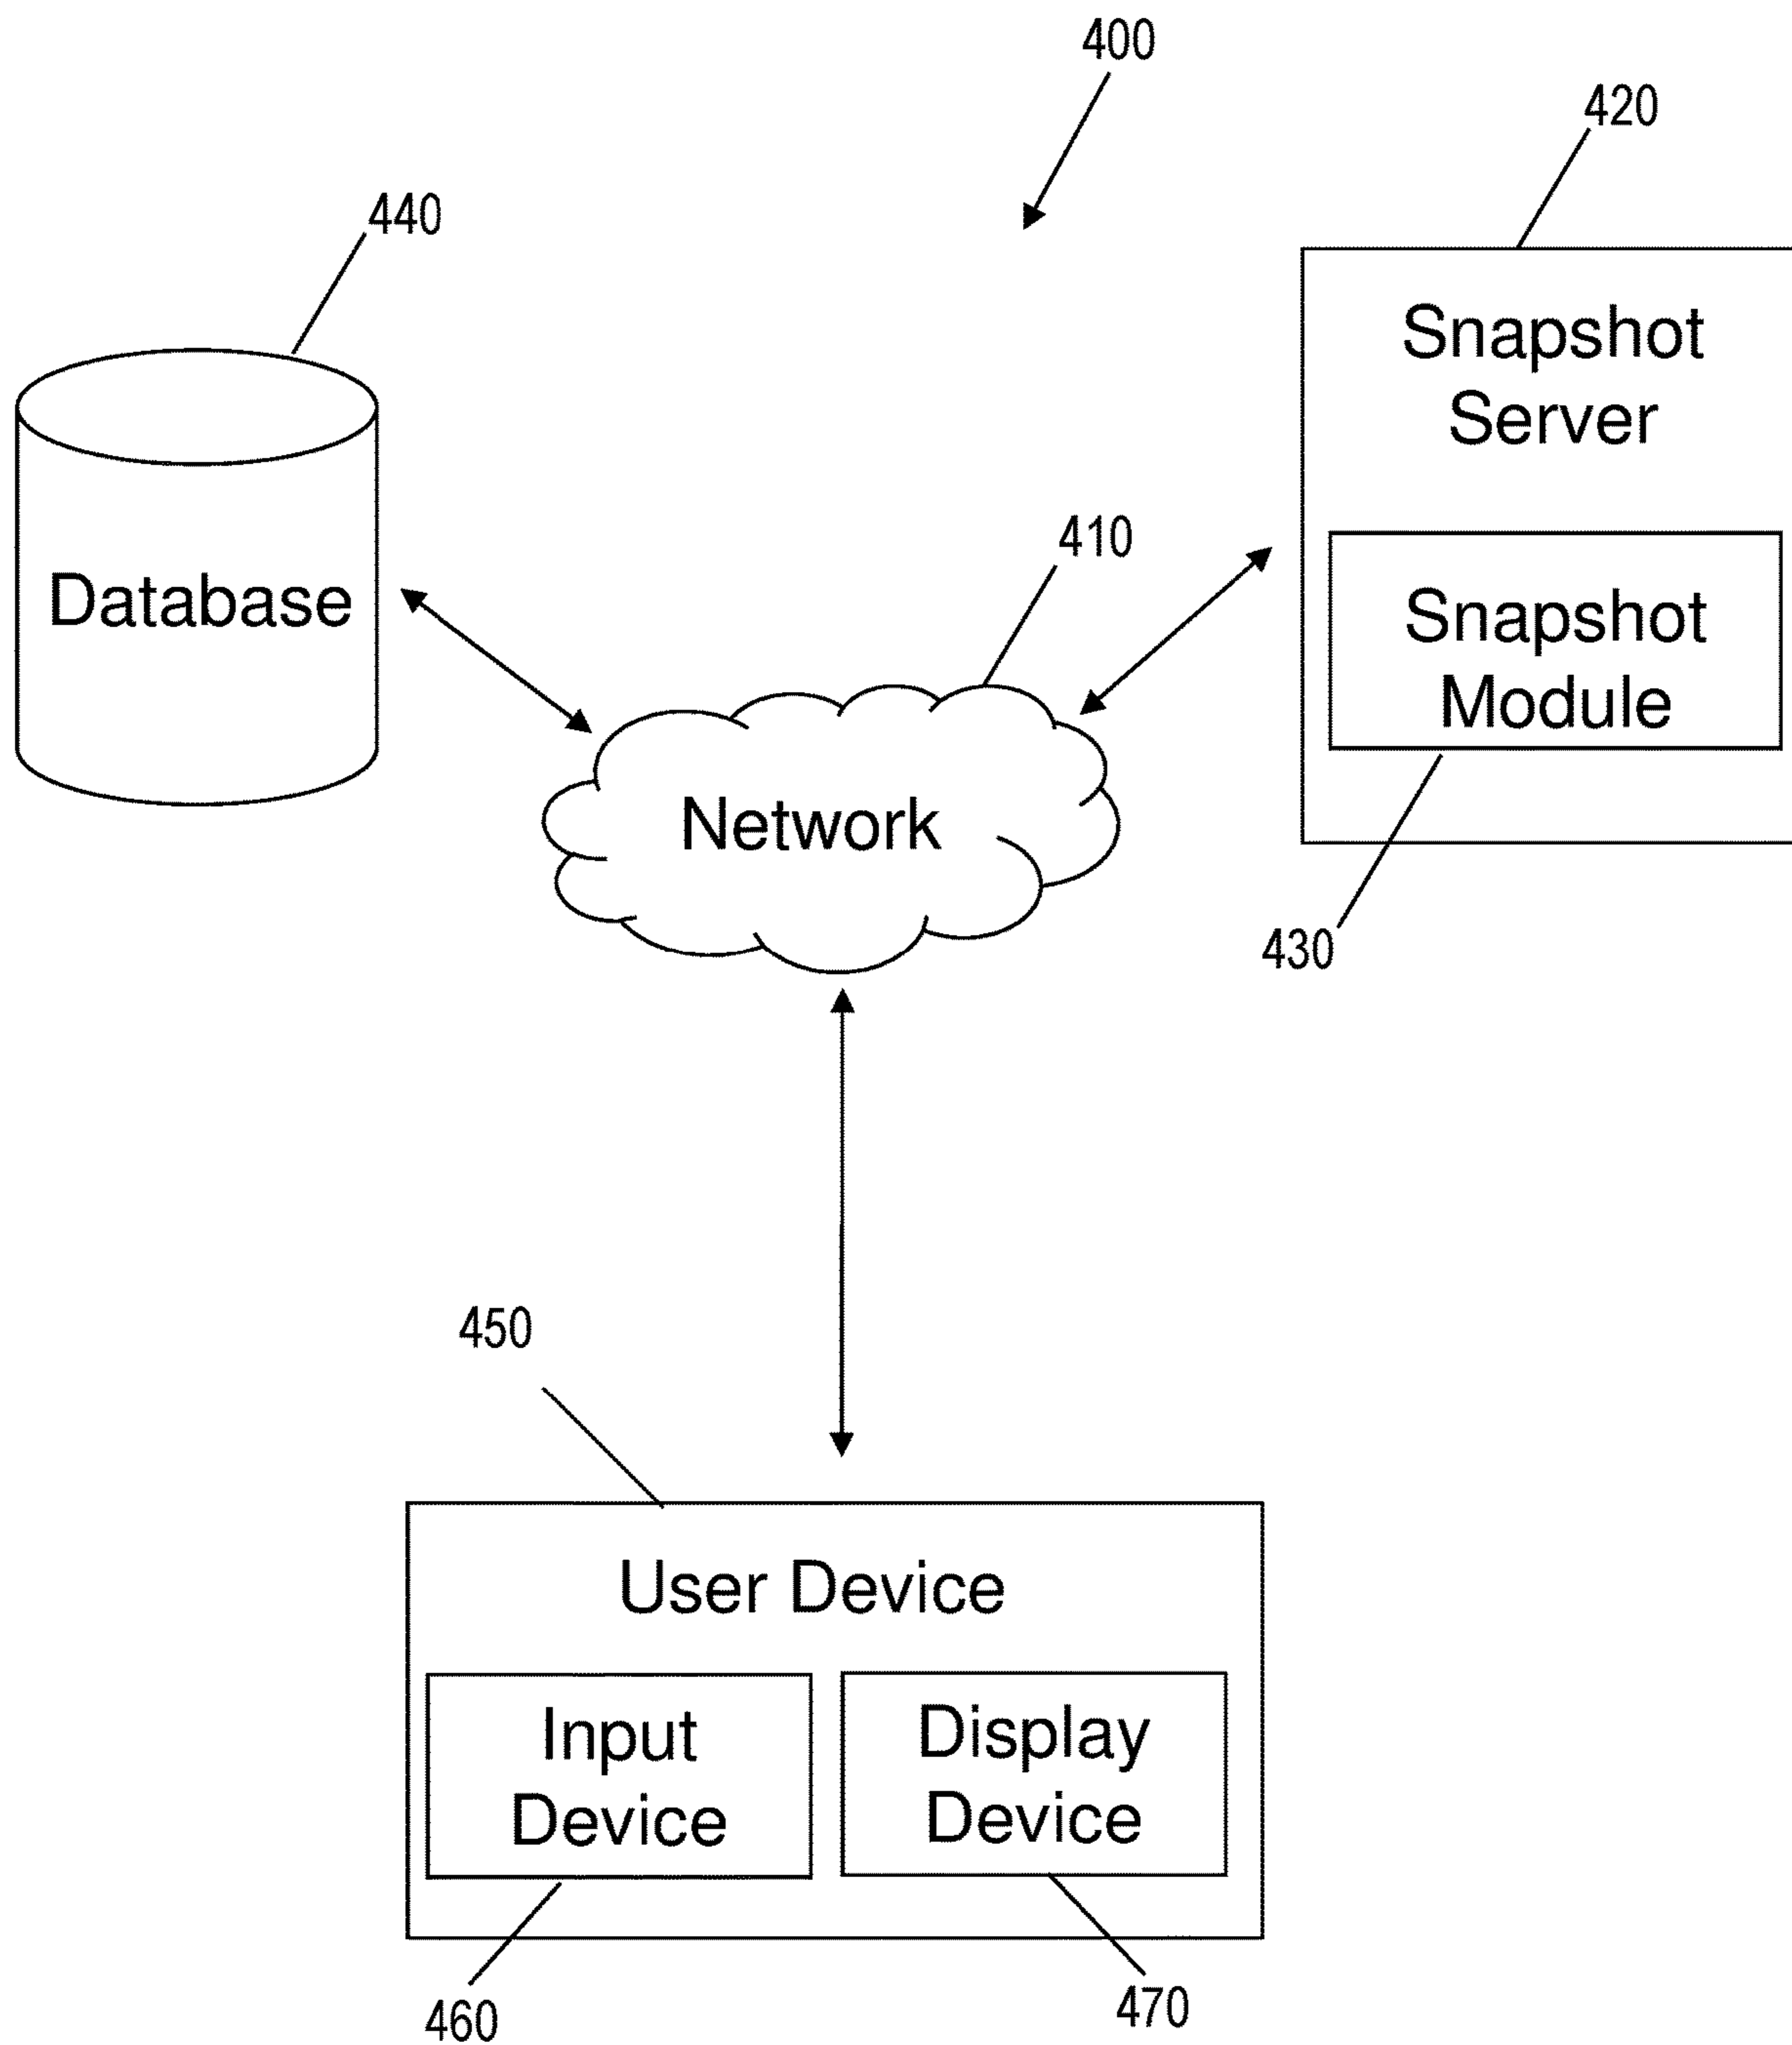 400
420
440
Snapshot
Server
410
Database
Snapshot
Module
Network
430
450
User Device
Input
Device
Display
Device
460
470